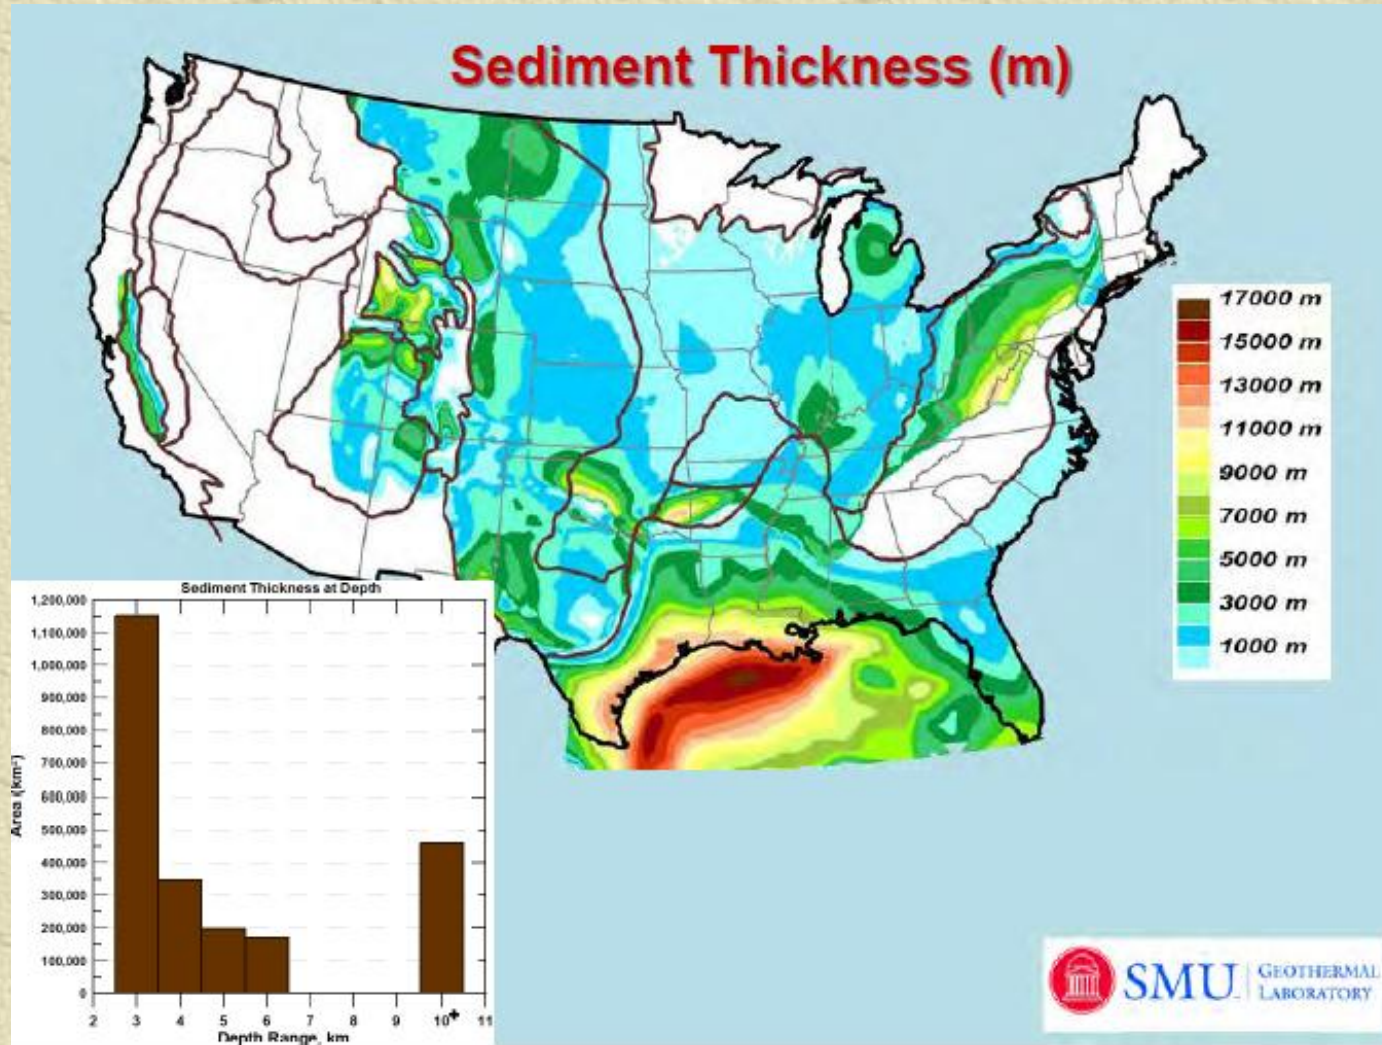 Sediment Thickness (m)
17000 m
15000 m
13000 m
11000 m
9000 m
7000 m
5000 m
3000 m
1000 m
Sediment Thickness at Depth
1,200,000
1,100,000
1,000,000
900,000
800,000
700,000
600,000
500,000
400,000
300,000
200,000
100,000
0
Area (km²)
2 3 4 5 6 7 8 9 10+ 11
Depth Range, km
SMU
GEOTHERMAL
LABORATORY